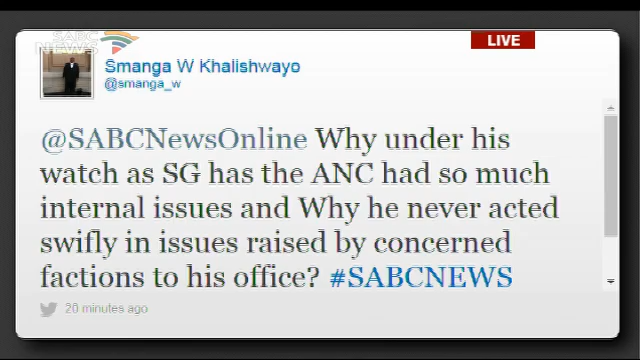 SABC
NEWS
LIVE
Smanga W Khalishwayo
@smanga_w
@SABCNewsOnline Why under his
watch as SG has the ANC had so much
internal issues and Why he never acted
swifly in issues raised by concerned
factions to his office? #SABCNEWS
20 minutes ago